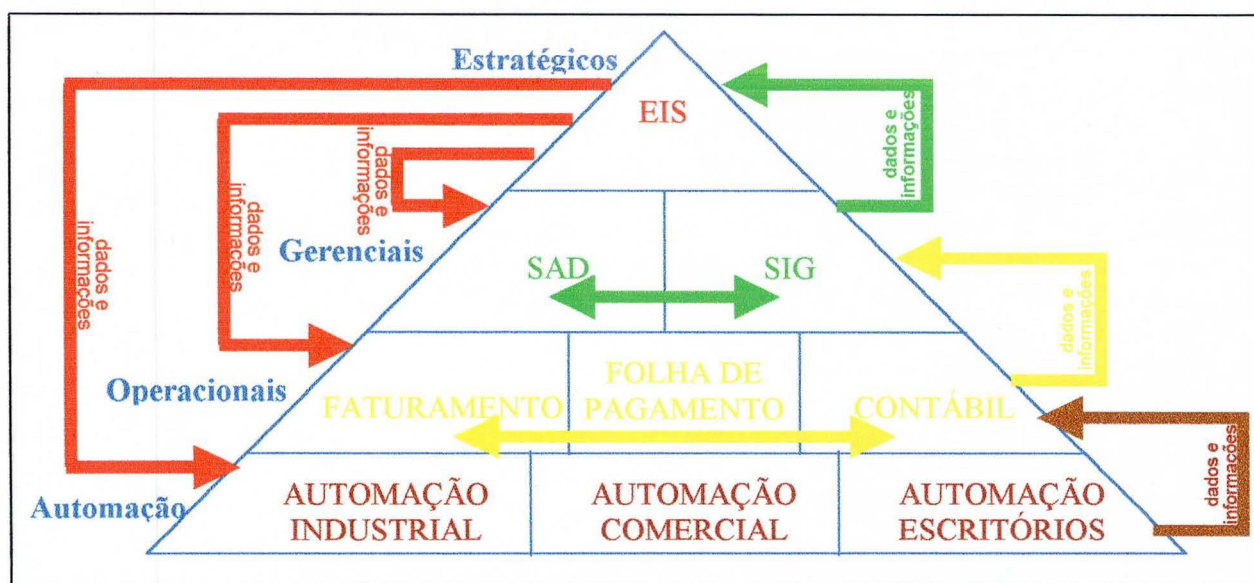 Estratégicos
EIS
dados e
informações
dados e
informações
dados e
informações
dados e
informações
Gerenciais
SAD
SIG
dados e
informações
Operacionais
FATURAMENTO
FOLHA DE
PAGAMENTO
CONTÁBIL
dados e
informações
Automação
AUTOMAÇÃO
INDUSTRIAL
AUTOMAÇÃO
COMERCIAL
AUTOMAÇÃO
ESCRITÓRIOS